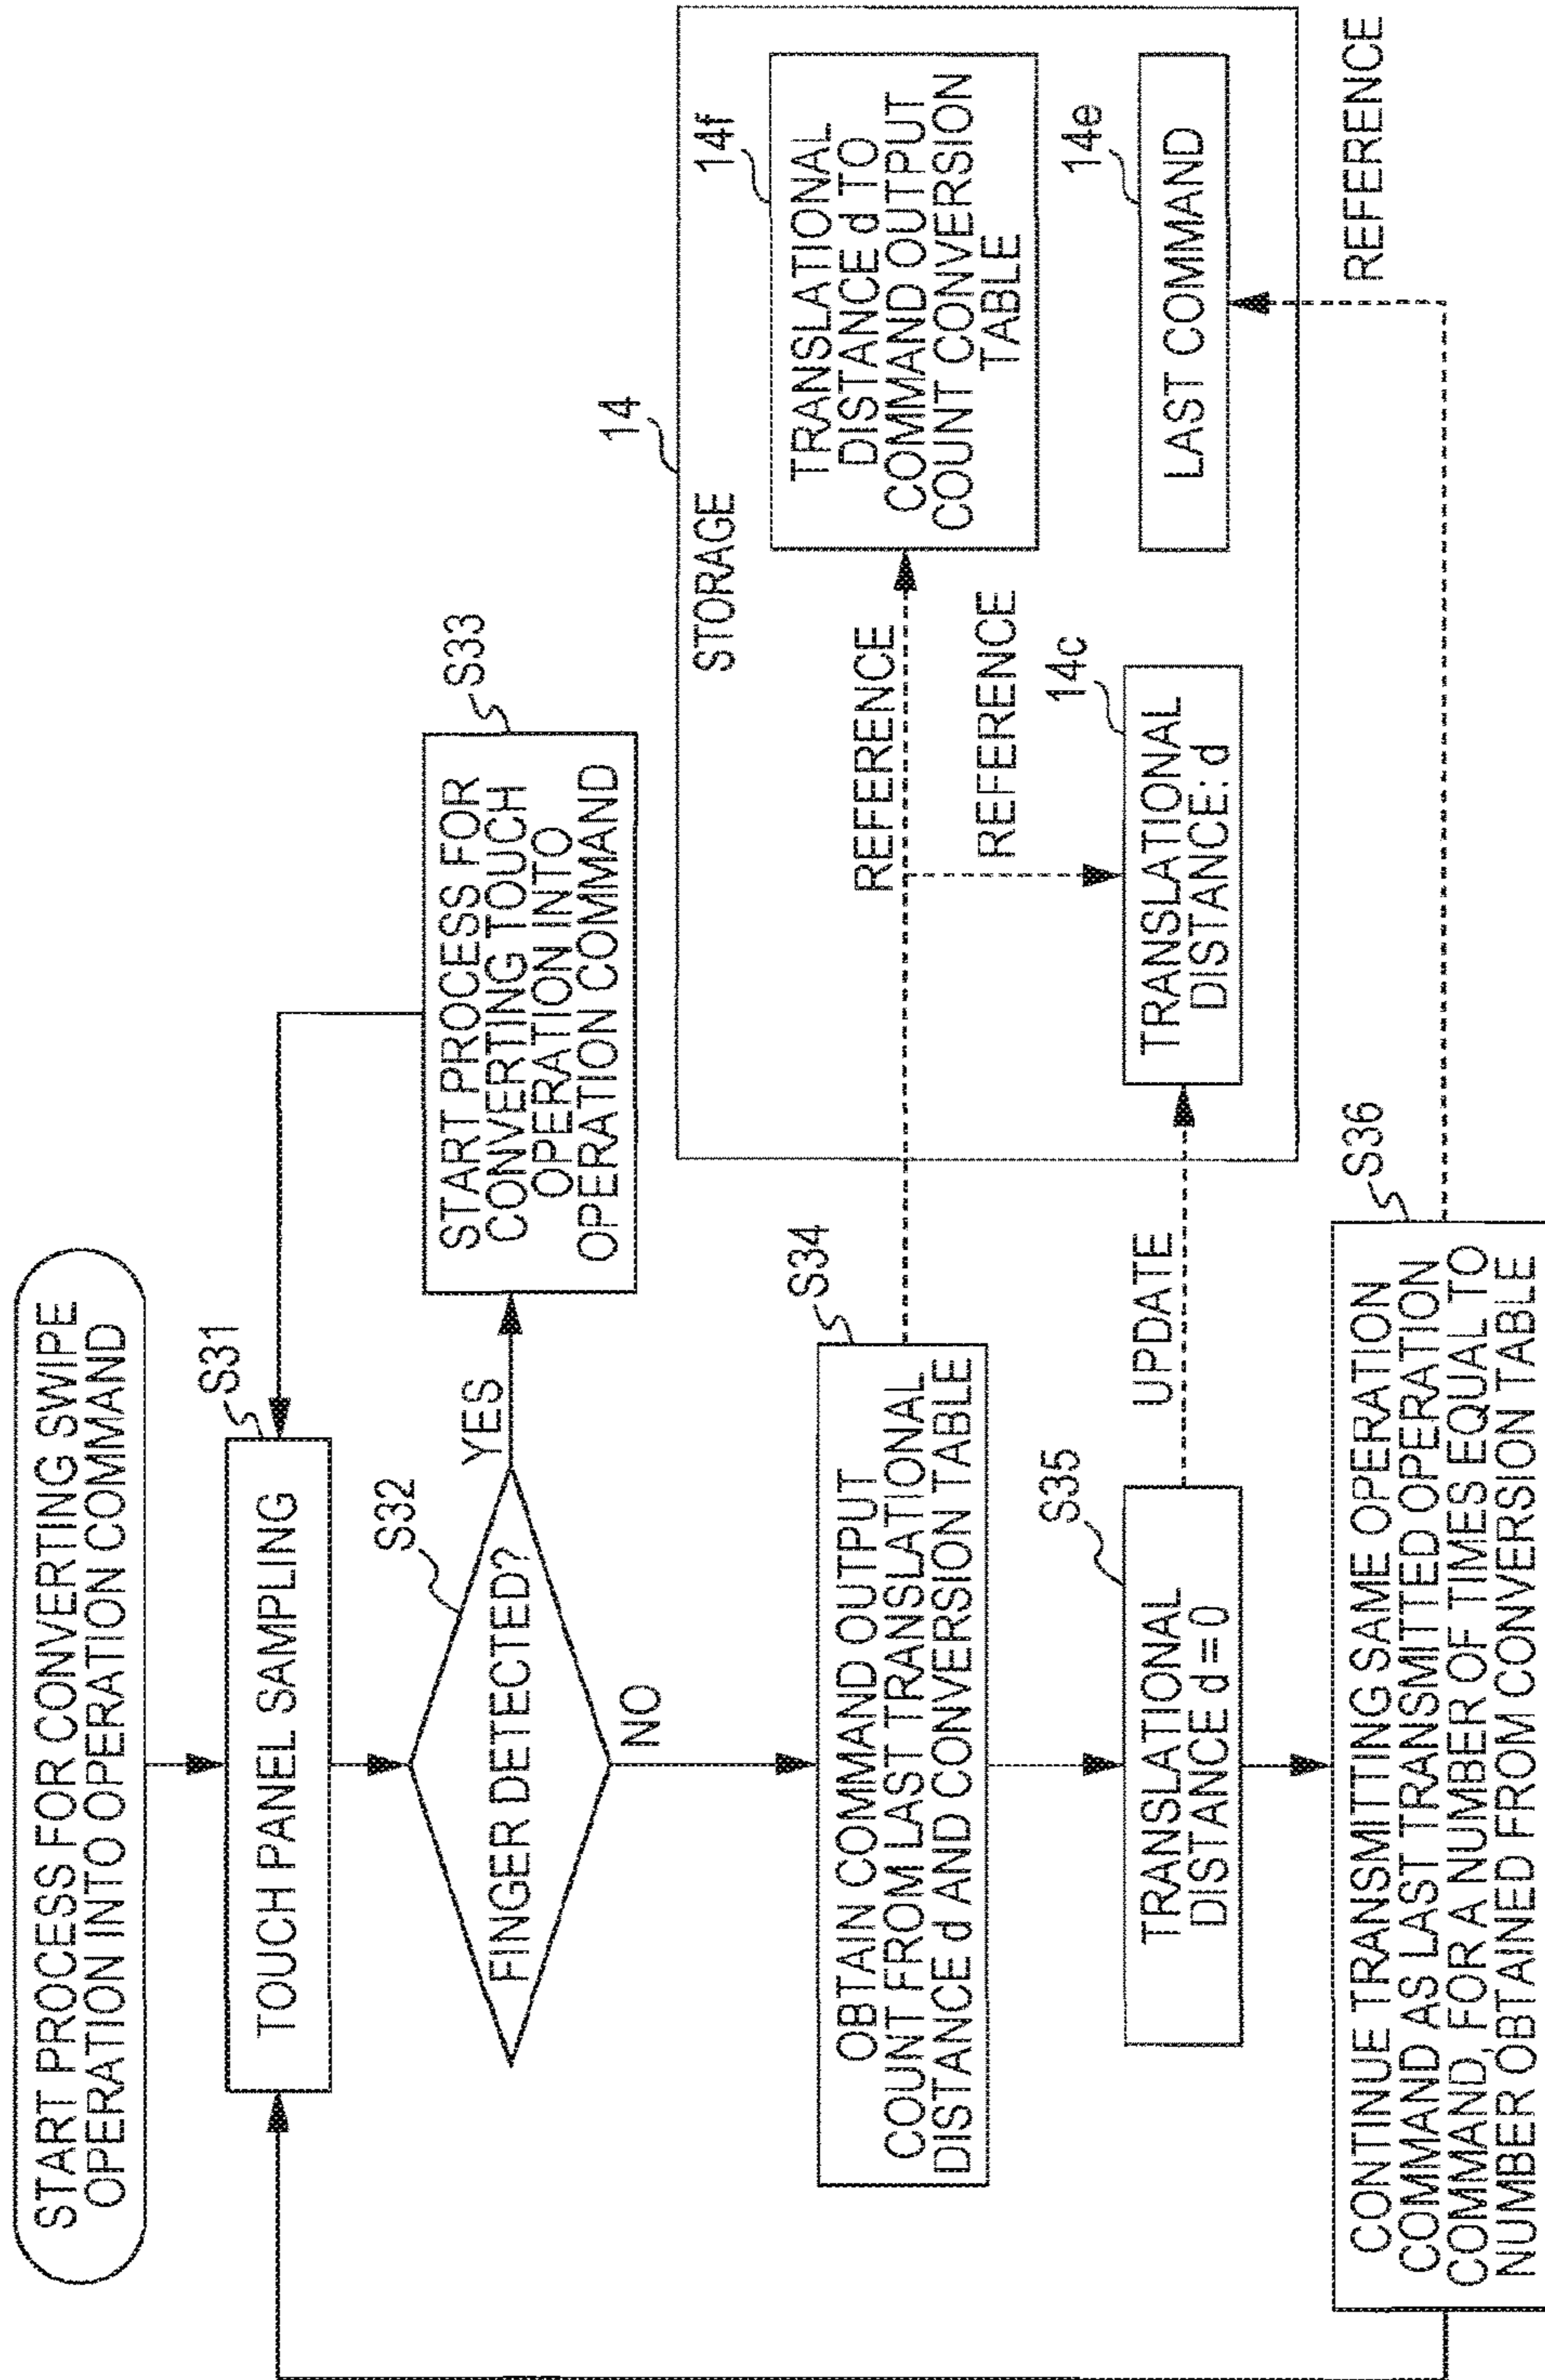 START PROCESS FOR CONVERTING SWIPE
OPERATION INTO OPERATION COMMAND
S31
TOUCH PANEL SAMPLING
S32
FINGER DETECTED?
YES
NO
S33
START PROCESS FOR
CONVERTING TOUCH
OPERATION INTO
OPERATION COMMAND
S34
OBTAIN COMMAND OUTPUT
COUNT FROM LAST TRANSLATIONAL
DISTANCE d AND CONVERSION TABLE
S35
TRANSLATIONAL
DISTANCE d = 0
UPDATE
S36
CONTINUE TRANSMITTING SAME OPERATION
COMMAND AS LAST TRANSMITTED OPERATION
COMMAND, FOR A NUMBER OF TIMES EQUAL TO
NUMBER OBTAINED FROM CONVERSION TABLE
14
STORAGE
REFERENCE
REFERENCE
14f
TRANSLATIONAL
DISTANCE d TO
COMMAND OUTPUT
COUNT CONVERSION
TABLE
14c
TRANSLATIONAL
DISTANCE: d
14e
LAST COMMAND
REFERENCE